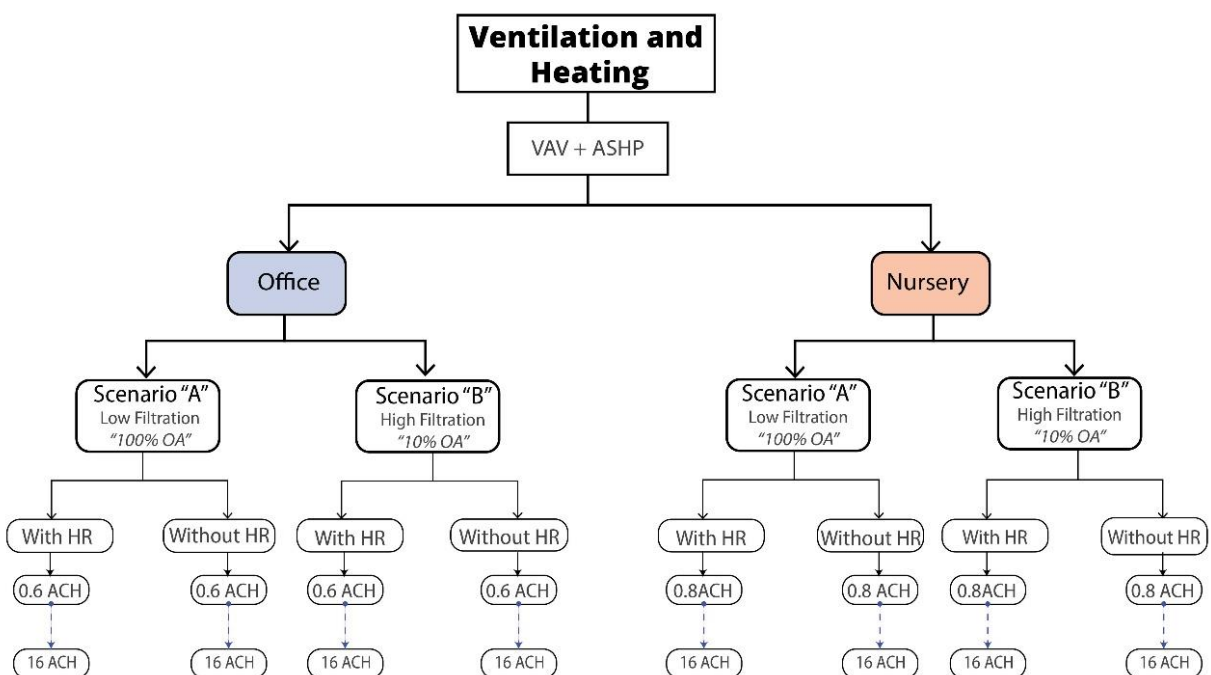 Ventilation and
Heating
VAV + ASHP
Office
Nursery
Scenario "A"
Low Filtration
"100% OA"
Scenario "B"
High Filtration
"10% OA"
Scenario "A"
Low Filtration
"100% OA"
Scenario "B"
High Filtration
"10% OA"
With HR
Without HR
With HR
Without HR
With HR
Without HR
With HR
Without HR
0.6 ACH
0.6 ACH
0.6 ACH
0.6 ACH
0.8ACH
0.8 ACH
0.8ACH
0.8 ACH
16 ACH
16 ACH
16 ACH
16 ACH
16 ACH
16 ACH
16 ACH
16 ACH